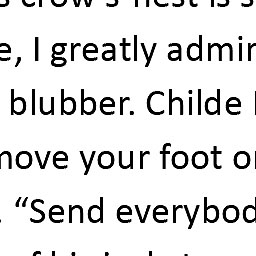 s crow's-nest is s
e, I greatly admir
blubber. Childe
move your foot o
. “Send everybod